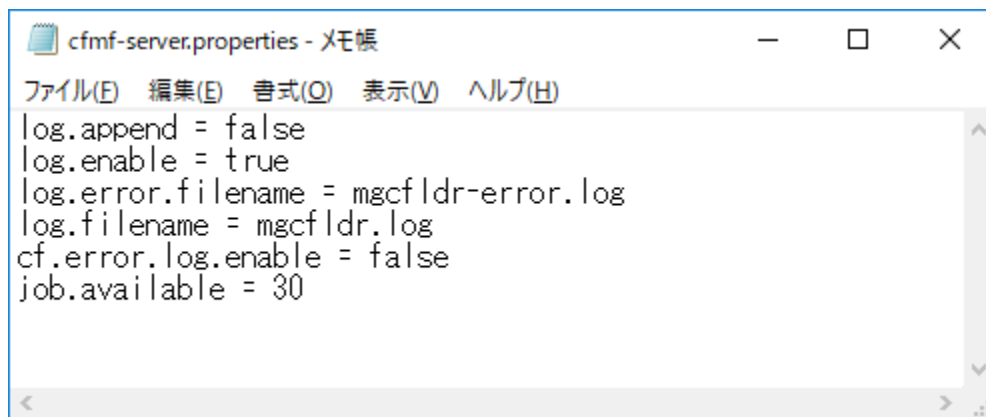 cfmf-server.properties - メモ帳
ファイル(F) 編集(E) 書式(O) 表示(V) ヘルプ(H)
log.append = false
log.enable = true
log.error.filename = mgcfldr-error.log
log.filename = mgcfldr.log
cf.error.log.enable = false
job.available = 30